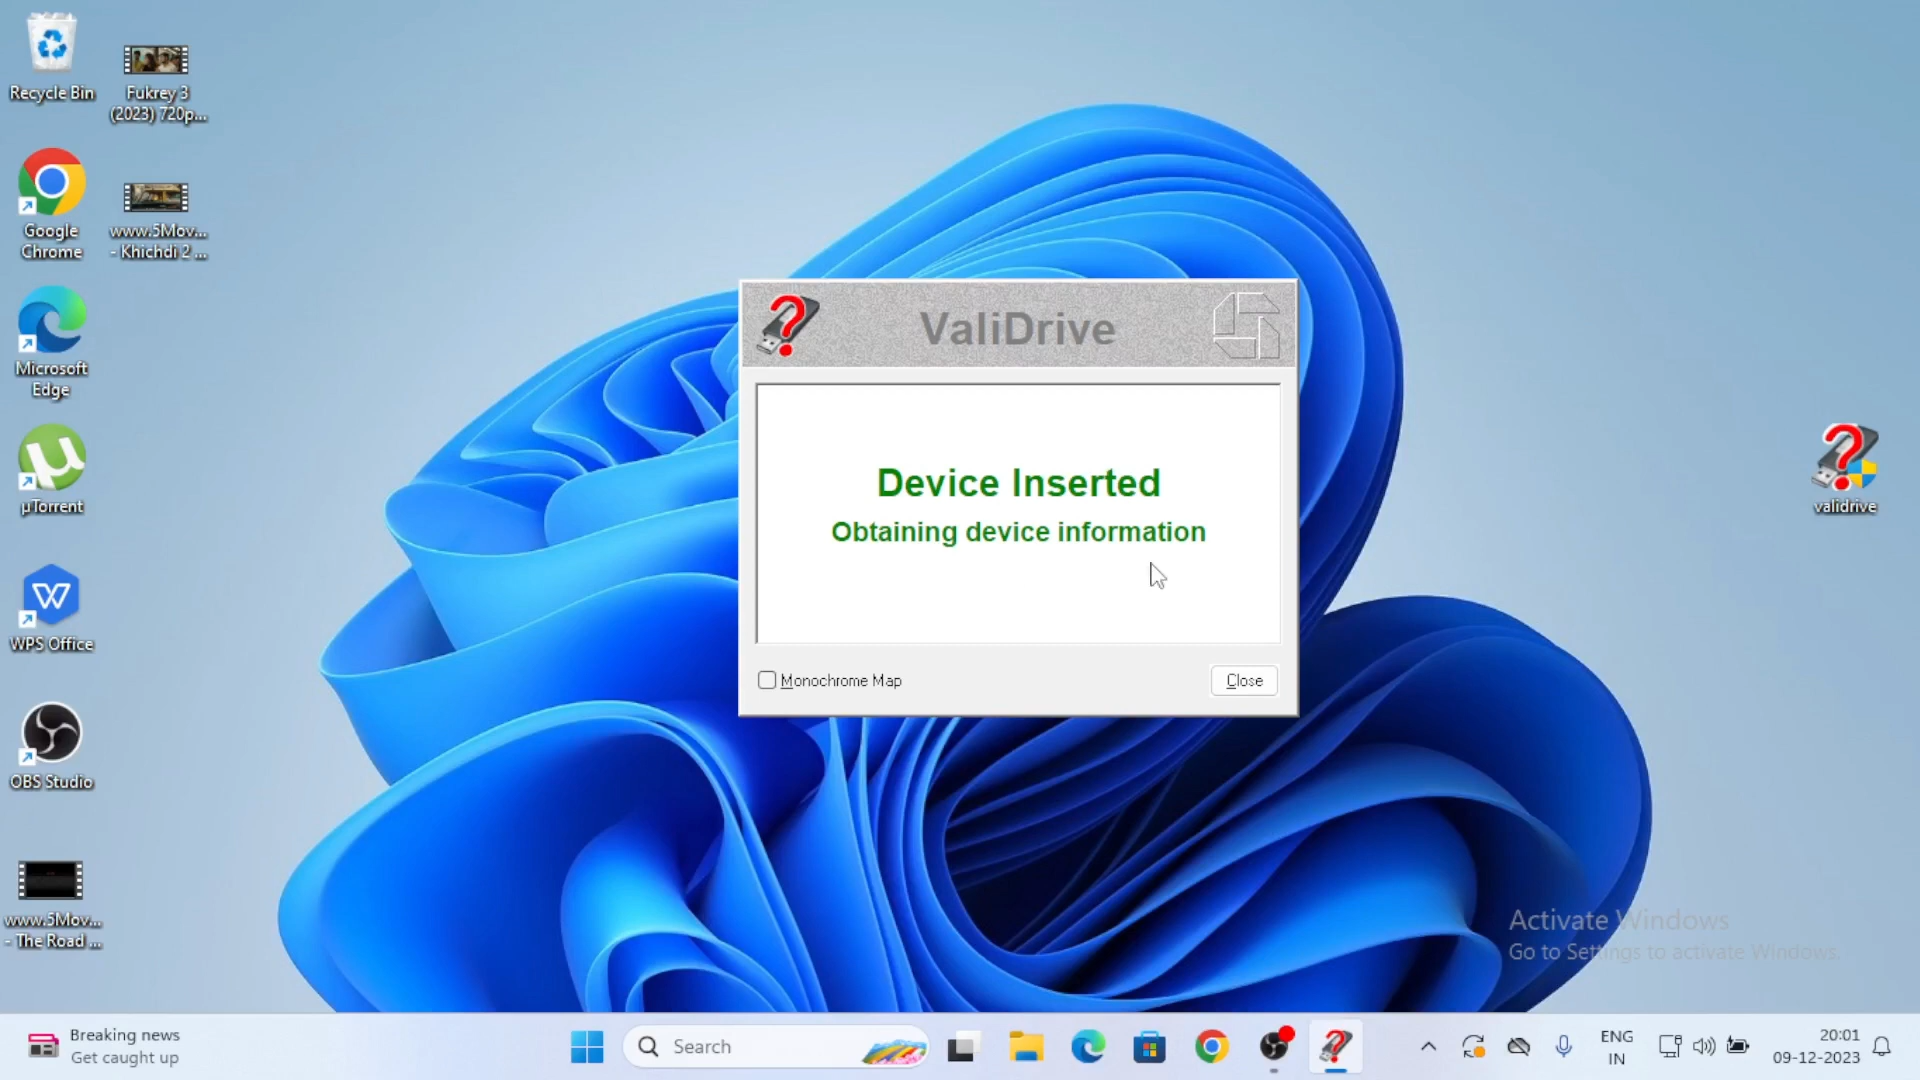 Recycle Bin
Fukrey 3
(2023) 720p...
Google
Chrome
www.5Mov...
- Khichdi 2 ...
Microsoft
Edge
µTorrent
WPS Office
OBS Studio
www.5Mov...
- The Road ...
ValiDrive
Device Inserted
Obtaining device information
Monochrome Map
Close
validrive
Activate Windows
Go to Settings to activate Windows.
Breaking news
Get caught up
Search
ENG
IN
20:01
09-12-2023